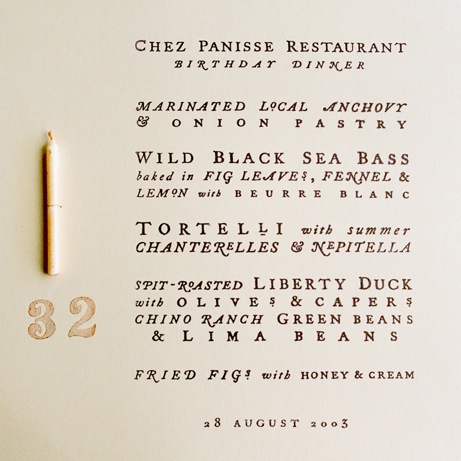 Chez Panisse Restaurant
BIRTHDAY DINNER
MARINATED LOCAL ANCHOVY
& ONION PASTRY
Wild Black Sea Bass
baked in FIG LEAVES, FENNEL &
LEMON with BEURRE BLANC
TORTELLI with summer
CHANTERELLES & NEPITELLA
SPIT-ROASTED Liberty Duck
with OLIVES & CAPERS
CHINO RANCH Green beans
& Lima beans
32
FRIED FIGS with HONEY & CREAM
28 AUGUST 2003